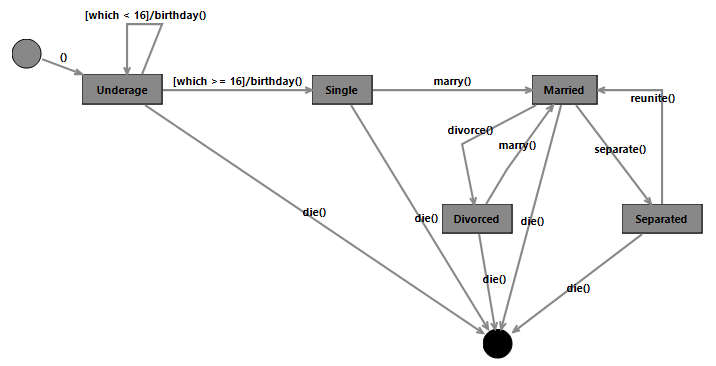 [which < 16]/birthday()
()
[which >= 16]/birthday()
marry()
Underage
Single
Married
reunite()
divorce()
marry()
separate()
die()
die()
Divorced
die()
Separated
die()
die()